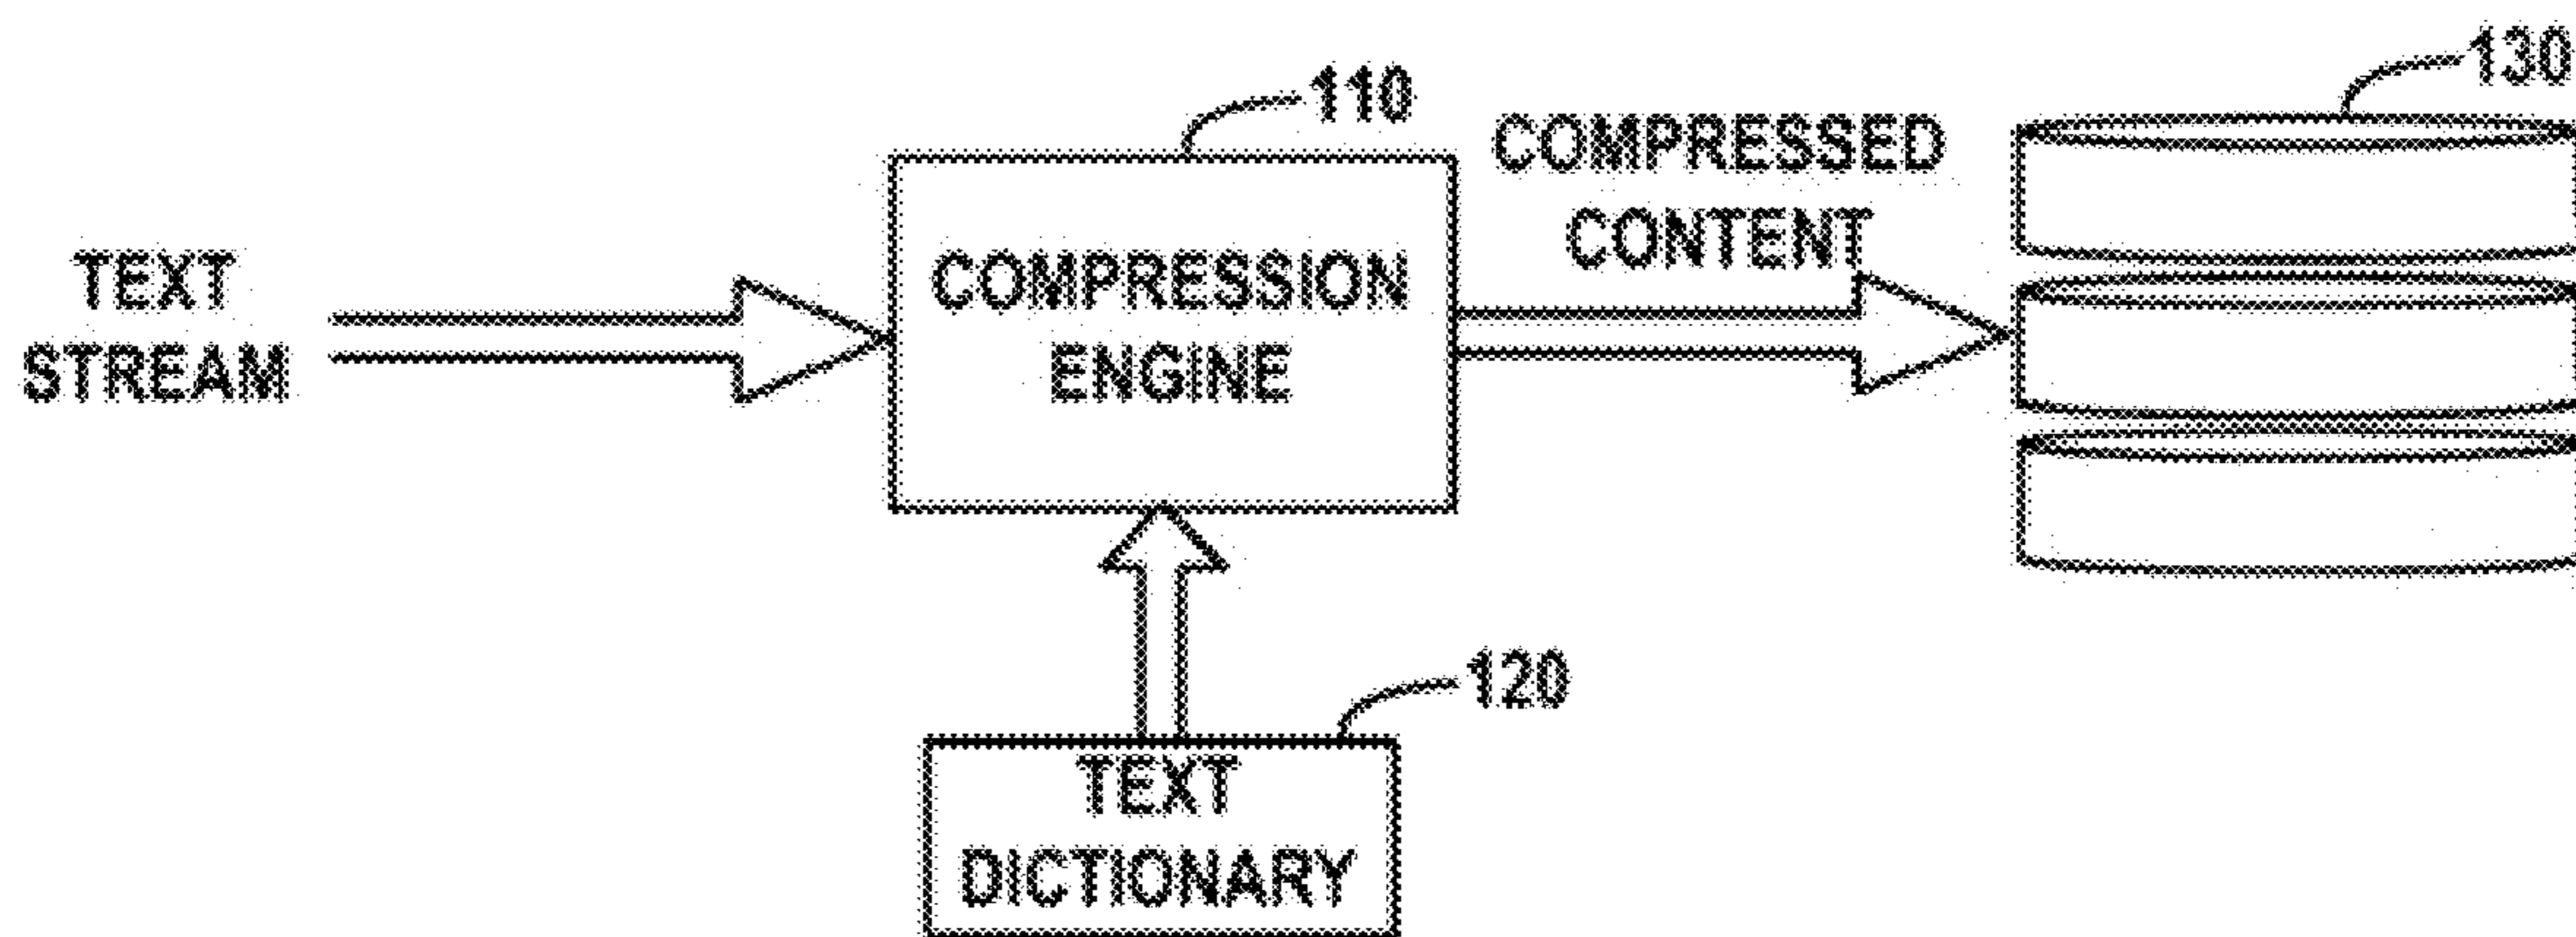 130
110
COMPRESSED
CONTENT
TEXT
STREAM
COMPRESSION
ENGINE
120
TEXT
DICTIONARY